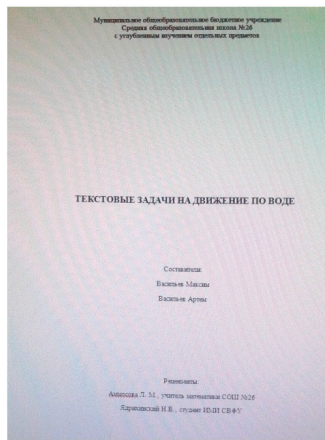 Муниципальное общеобразовательное бюджетное учреждение
Средняя общеобразовательная школа №26
с углубленным изучением отдельных предметов
ТЕКСТОВЫЕ ЗАДАЧИ НА ДВИЖЕНИЕ ПО ВОДЕ
Составители:
Васильев Максим
Васильев Артем
Рецензенты:
Л. М., учитель математики СОШ №26
Н.В., студент ИМИ СВФУ